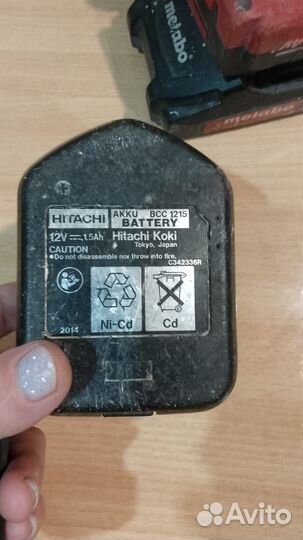 metabo
metabo
HITACHI
AKKU BCC 1215
BATTERY
12V 1.5Ah Hitachi Koki
Tokyo, Japan
CAUTION
●Do not disassemble nor throw into fire.
C342336R
Ni-Cd
Cd
2014
Avito